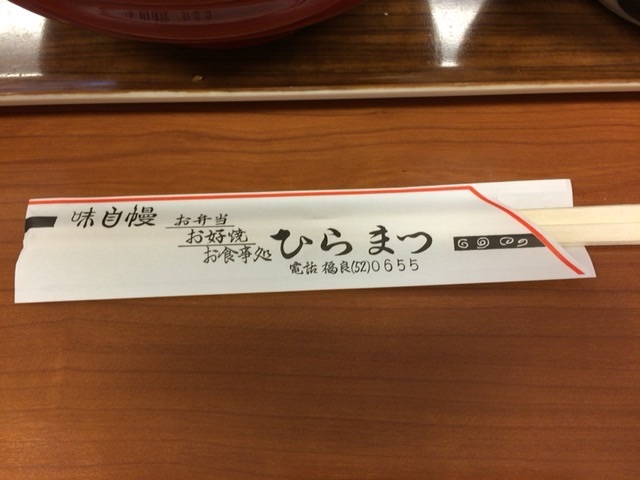 味自慢
お弁当
お好焼
お食事処
ひらまつ
電話 福良(52)0655